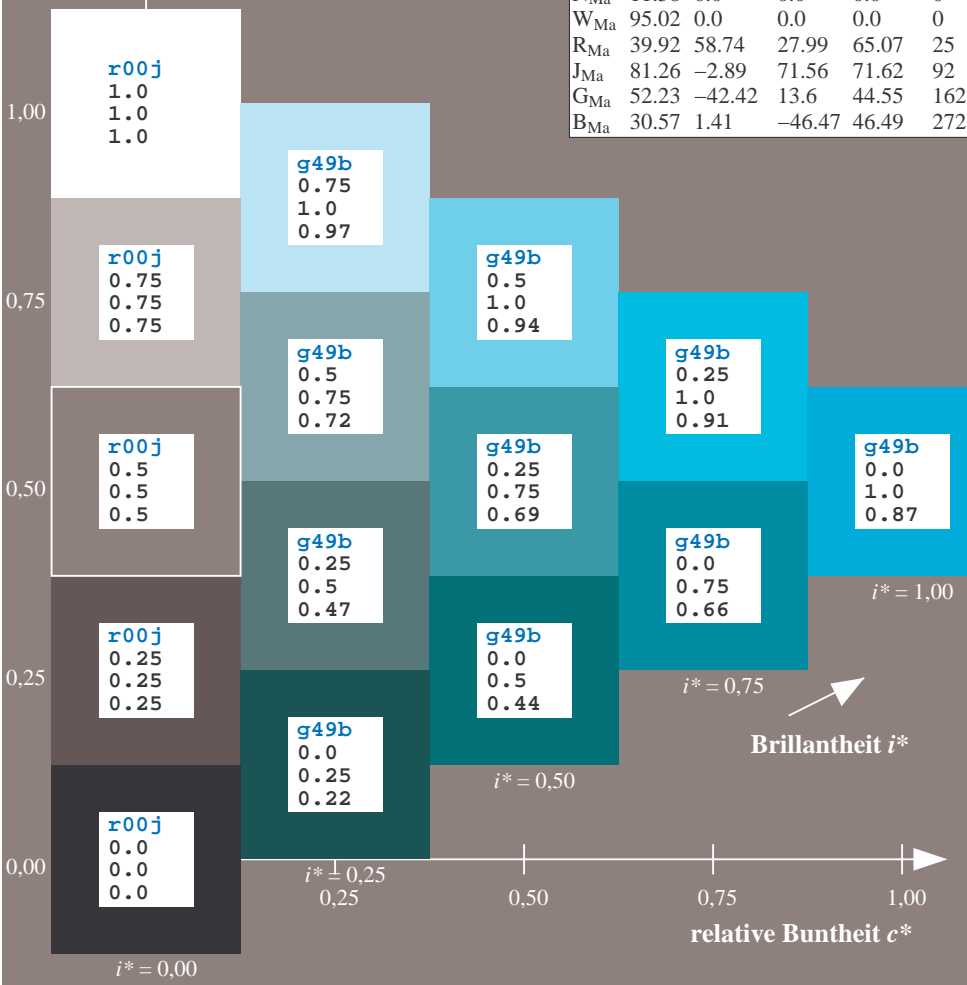 W_Ma 95.02 0.0 0.0 0.0 0
R_Ma 39.92 58.74 27.99 65.07 25
J_Ma 81.26 −2.89 71.56 71.62 92
G_Ma 52.23 −42.42 13.6 44.55 162
B_Ma 30.57 1.41 −46.47 46.49 272
r00j
1.0
1.0
1.0
1,00
g49b
0.75
1.0
0.97
r00j
0.75
0.75
0.75
g49b
0.5
1.0
0.94
0,75
g49b
0.5
0.75
0.72
g49b
0.25
1.0
0.91
r00j
0.5
0.5
0.5
g49b
0.25
0.75
0.69
g49b
0.0
1.0
0.87
0,50
g49b
0.25
0.5
0.47
g49b
0.0
0.75
0.66
i* = 1,00
r00j
0.25
0.25
0.25
g49b
0.0
0.5
0.44
0,25
i* = 0,75
g49b
0.0
0.25
0.22
Brillantheit i*
i* = 0,50
r00j
0.0
0.0
0.0
0,00
i* = 0,25
0,25 0,50 0,75 1,00
relative Buntheit c*
i* = 0,00